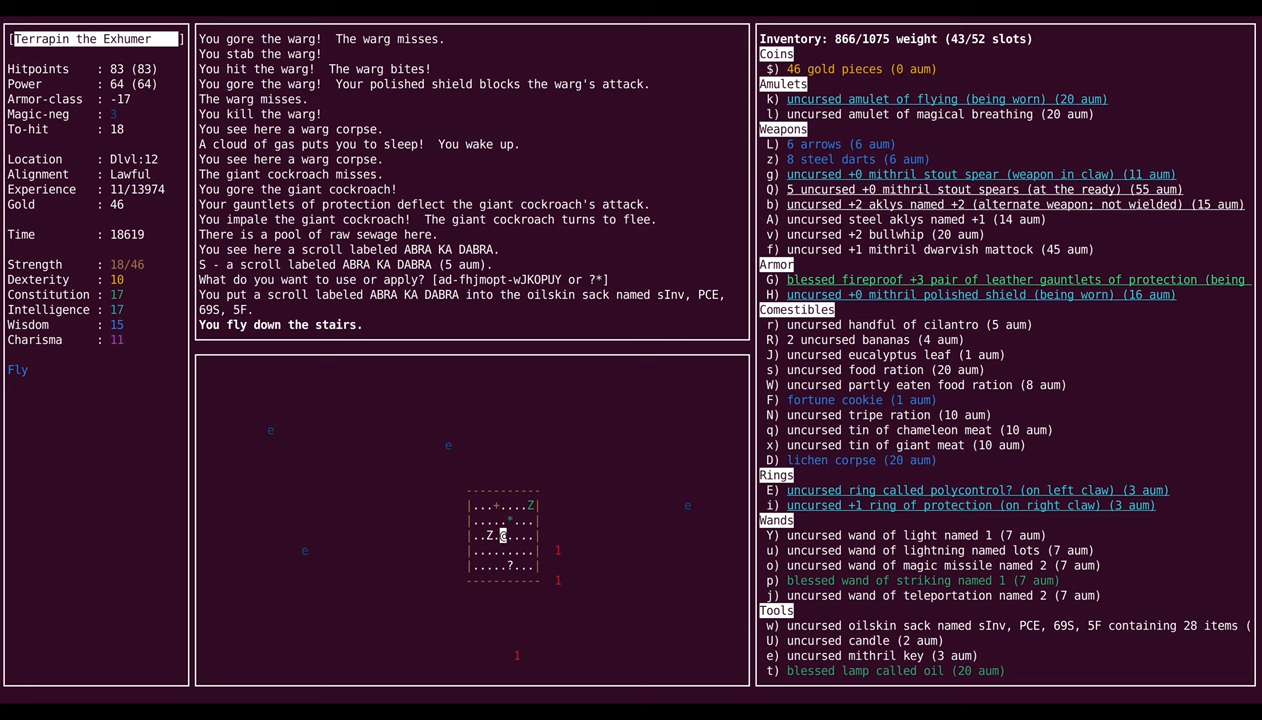 [Terrapin the Exhumer ]
Hitpoints : 83 (83)
Power : 64 (64)
Armor-class : -17
Magic-neg : 3
To-hit : 18
Location : Dlvl:12
Alignment : Lawful
Experience : 11/13974
Gold : 46
Time : 18619
Strength : 18/46
Dexterity : 10
Constitution : 17
Intelligence : 17
Wisdom : 15
Charisma : 11
Fly
You gore the warg!  The warg misses.
You stab the warg!
You hit the warg!  The warg bites!
You gore the warg!  Your polished shield blocks the warg's attack.
The warg misses.
You kill the warg!
You see here a warg corpse.
A cloud of gas puts you to sleep!  You wake up.
You see here a warg corpse.
The giant cockroach misses.
You gore the giant cockroach!
Your gauntlets of protection deflect the giant cockroach's attack.
You impale the giant cockroach!  The giant cockroach turns to flee.
There is a pool of raw sewage here.
You see here a scroll labeled ABRA KA DABRA.
S - a scroll labeled ABRA KA DABRA (5 aum).
What do you want to use or apply? [ad-fhjmopt-wJKOPUY or ?*]
You put a scroll labeled ABRA KA DABRA into the oilskin sack named sInv, PCE,
69S, 5F.
You fly down the stairs.
e
e
-----------
|...+....Z| e
|.....*...|
|..Z.@....|
e |.........| 1
|.....?...|
----------- 1
1
Inventory: 866/1075 weight (43/52 slots)
Coins
$) 46 gold pieces (0 aum)
Amulets
k) uncursed amulet of flying (being worn) (20 aum)
l) uncursed amulet of magical breathing (20 aum)
Weapons
L) 6 arrows (6 aum)
z) 8 steel darts (6 aum)
g) uncursed +0 mithril stout spear (weapon in claw) (11 aum)
Q) 5 uncursed +0 mithril stout spears (at the ready) (55 aum)
b) uncursed +2 aklys named +2 (alternate weapon; not wielded) (15 aum)
A) uncursed steel aklys named +1 (14 aum)
v) uncursed +2 bullwhip (20 aum)
f) uncursed +1 mithril dwarvish mattock (45 aum)
Armor
G) blessed fireproof +3 pair of leather gauntlets of protection (being
H) uncursed +0 mithril polished shield (being worn) (16 aum)
Comestibles
r) uncursed handful of cilantro (5 aum)
R) 2 uncursed bananas (4 aum)
J) uncursed eucalyptus leaf (1 aum)
s) uncursed food ration (20 aum)
W) uncursed partly eaten food ration (8 aum)
F) fortune cookie (1 aum)
N) uncursed tripe ration (10 aum)
q) uncursed tin of chameleon meat (10 aum)
x) uncursed tin of giant meat (10 aum)
D) lichen corpse (20 aum)
Rings
E) uncursed ring called polycontrol? (on left claw) (3 aum)
i) uncursed +1 ring of protection (on right claw) (3 aum)
Wands
Y) uncursed wand of light named 1 (7 aum)
u) uncursed wand of lightning named lots (7 aum)
o) uncursed wand of magic missile named 2 (7 aum)
p) blessed wand of striking named 1 (7 aum)
j) uncursed wand of teleportation named 2 (7 aum)
Tools
w) uncursed oilskin sack named sInv, PCE, 69S, 5F containing 28 items (
U) uncursed candle (2 aum)
e) uncursed mithril key (3 aum)
t) blessed lamp called oil (20 aum)